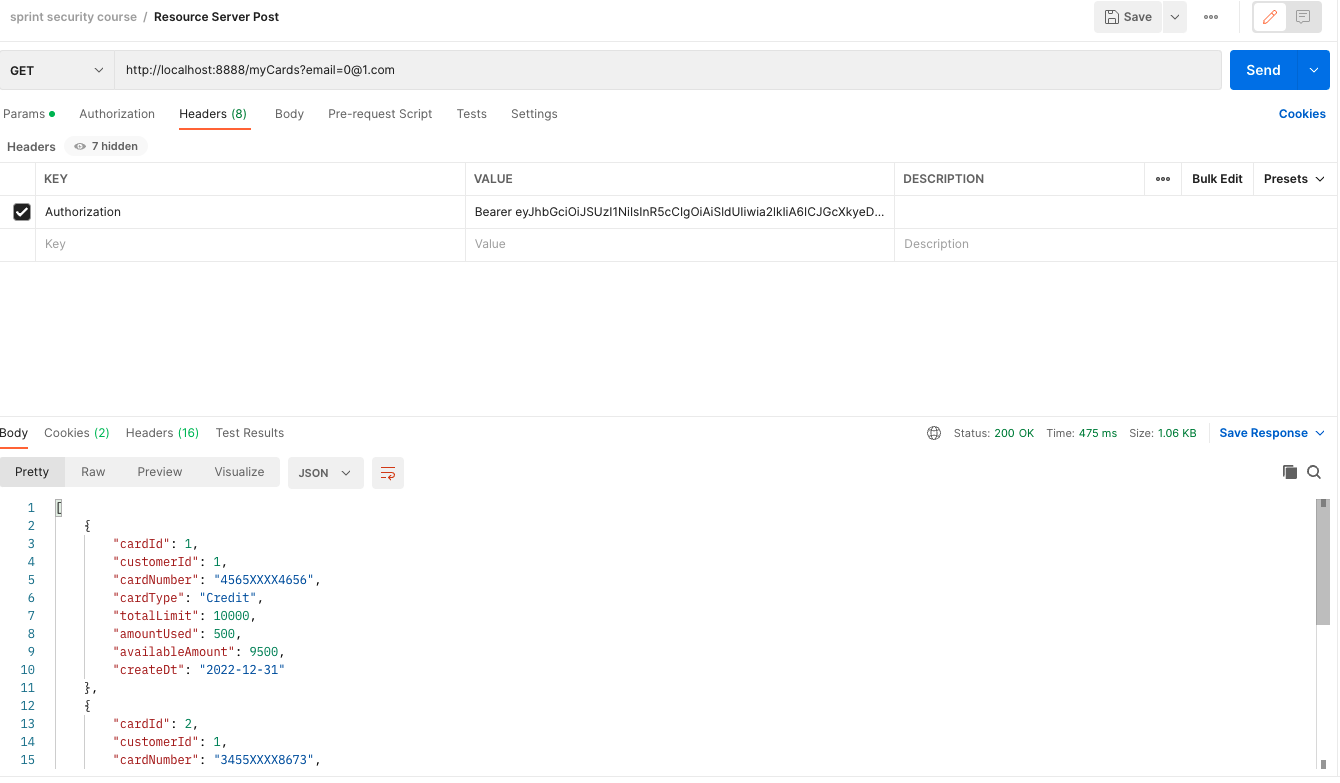 sprint security course / Resource Server Post
Save
GET
http://localhost:8888/myCards?email=0@1.com
Send
Params Authorization Headers (8) Body Pre-request Script Tests Settings
Cookies
Headers 7 hidden
KEY VALUE DESCRIPTION Bulk Edit Presets
Authorization Bearer eyJhbGciOiJSUzI1NiIsInR5cCIgOiAiSldUIiwia2lkIiA6ICJGcXkyeD...
Key Value Description
Body Cookies (2) Headers (16) Test Results
Status: 200 OK Time: 475 ms Size: 1.06 KB Save Response
Pretty Raw Preview Visualize JSON
1 [
2 {
3 "cardId": 1,
4 "customerId": 1,
5 "cardNumber": "4565XXXX4656",
6 "cardType": "Credit",
7 "totalLimit": 10000,
8 "amountUsed": 500,
9 "availableAmount": 9500,
10 "createDt": "2022-12-31"
11 },
12 {
13 "cardId": 2,
14 "customerId": 1,
15 "cardNumber": "3455XXXX8673",